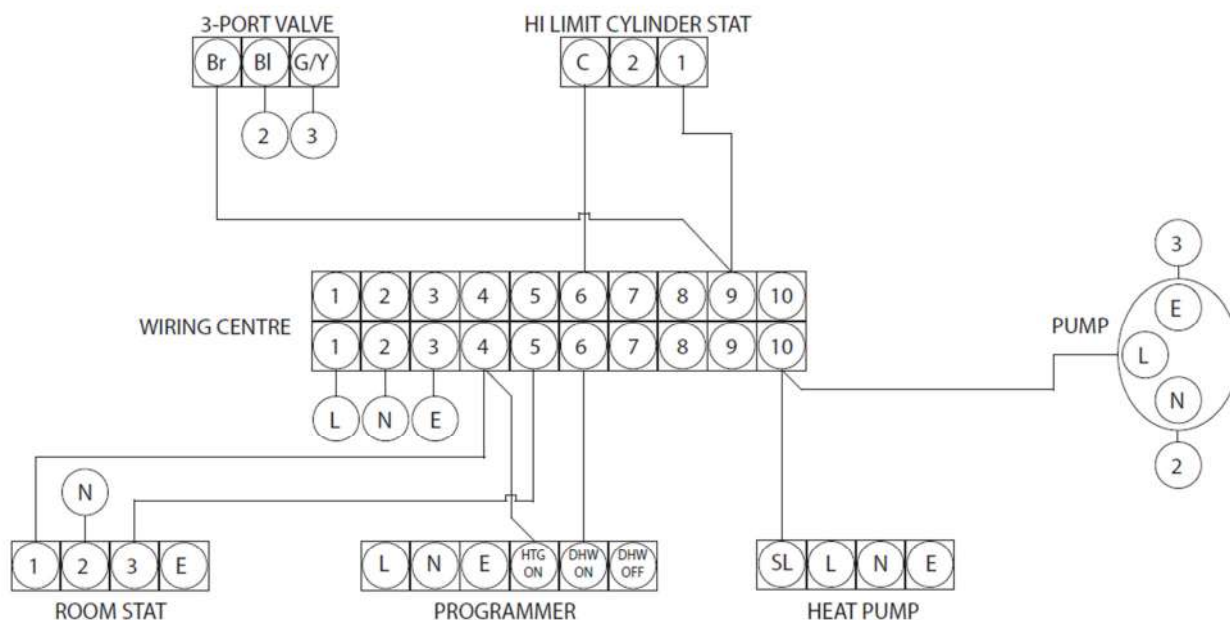 3-PORT VALVE
HI LIMIT CYLINDER STAT
Br Bl G/Y
C 2 1
2 3
3
1 2 3 4 5 6 7 8 9 10
E
WIRING CENTRE
PUMP
1 2 3 4 5 6 7 8 9 10
L
N
L N E
2
N
1 2 3 E
L N E HTG ON DHW ON DHW OFF
SL L N E
ROOM STAT
PROGRAMMER
HEAT PUMP